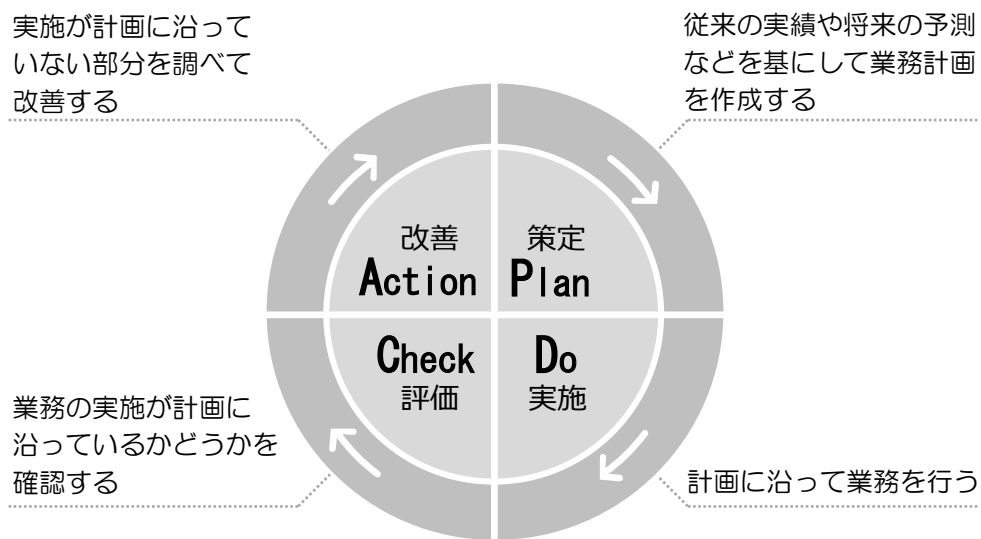 実施が計画に沿って
いない部分を調べて
改善する
従来の実績や将来の予測
などを基にして業務計画
を作成する
改善
Action
策定
Plan
Check
評価
Do
実施
業務の実施が計画に
沿っているかどうかを
確認する
計画に沿って業務を行う